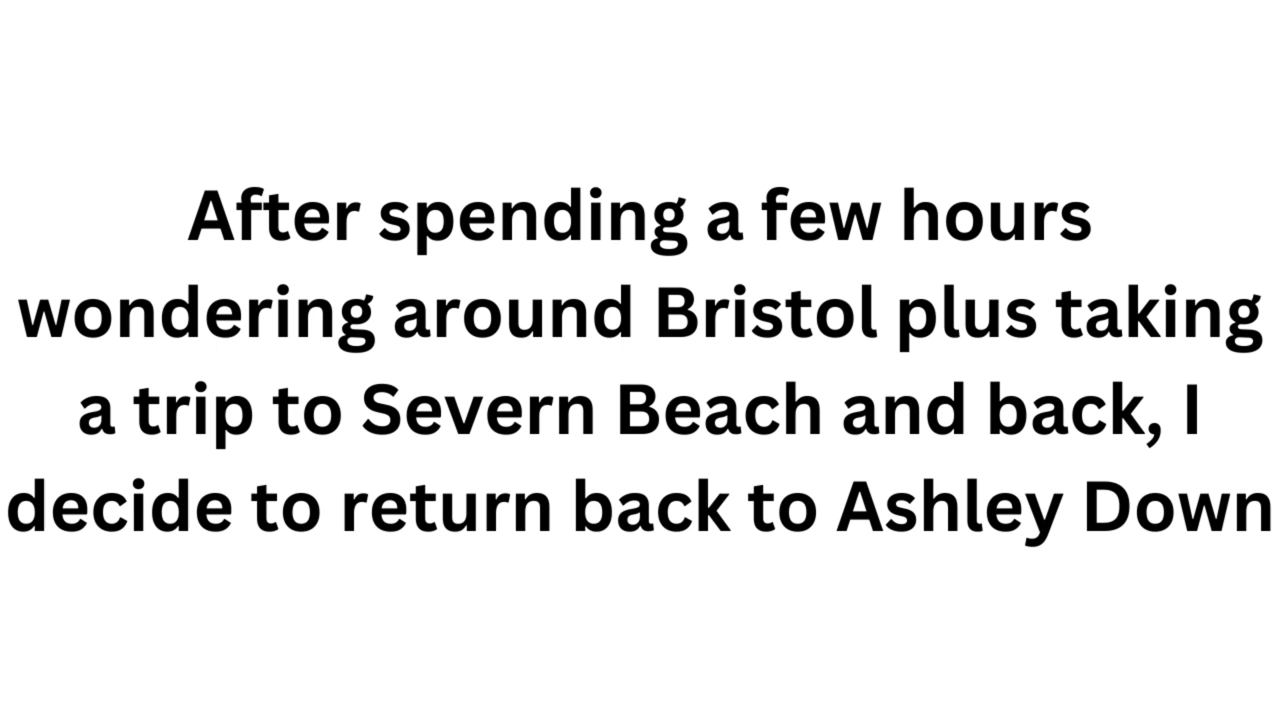 After spending a few hours
wondering around Bristol plus taking
a trip to Severn Beach and back, I
decide to return back to Ashley Down